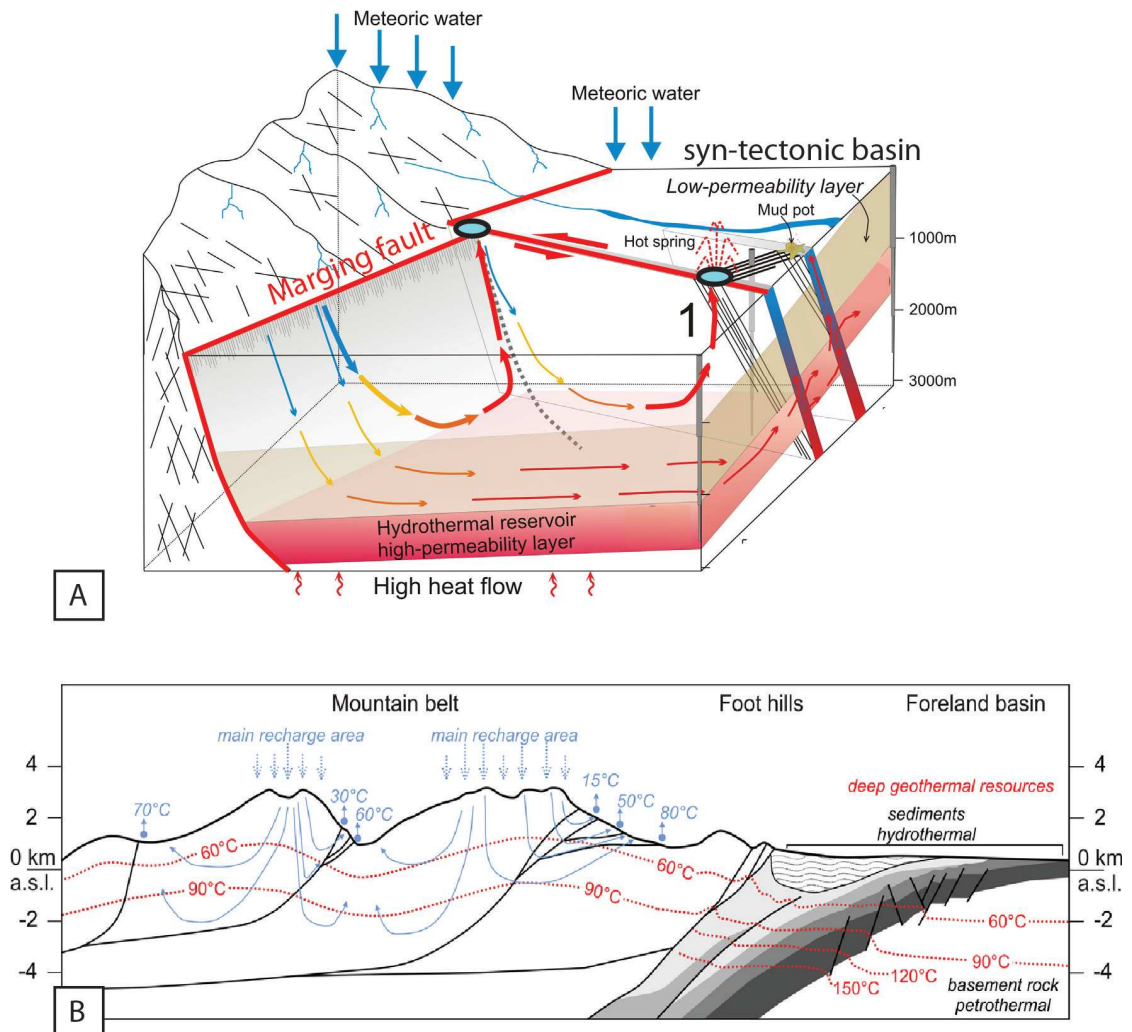 Meteoric water
Meteoric water
syn-tectonic basin
Low-permeability layer
Mud pot
Hot spring
1000m
2000m
3000m
Marging fault
1
Hydrothermal reservoir
high-permeability layer
High heat flow
A
Mountain belt
Foot hills
Foreland basin
main recharge area
main recharge area
4
4
deep geothermal resources
sediments
hydrothermal
70°C
30°C
60°C
15°C
50°C
80°C
2
2
0 km
a.s.l.
0 km
a.s.l.
60°C
60°C
90°C
90°C
-2
-2
60°C
90°C
120°C
150°C
-4
-4
basement rock
petrothermal
B